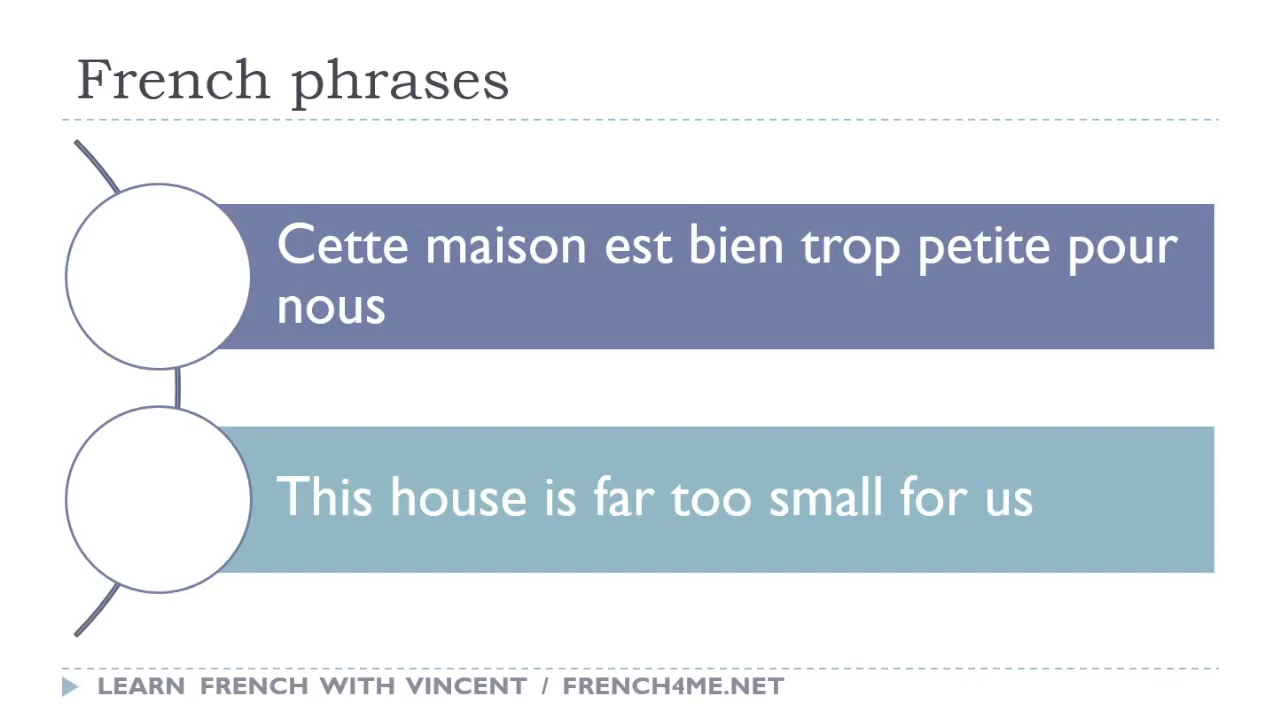 French phrases
Cette maison est bien trop petite pour
nous
This house is far too small for us
LEARN FRENCH WITH VINCENT / FRENCH4ME.NET